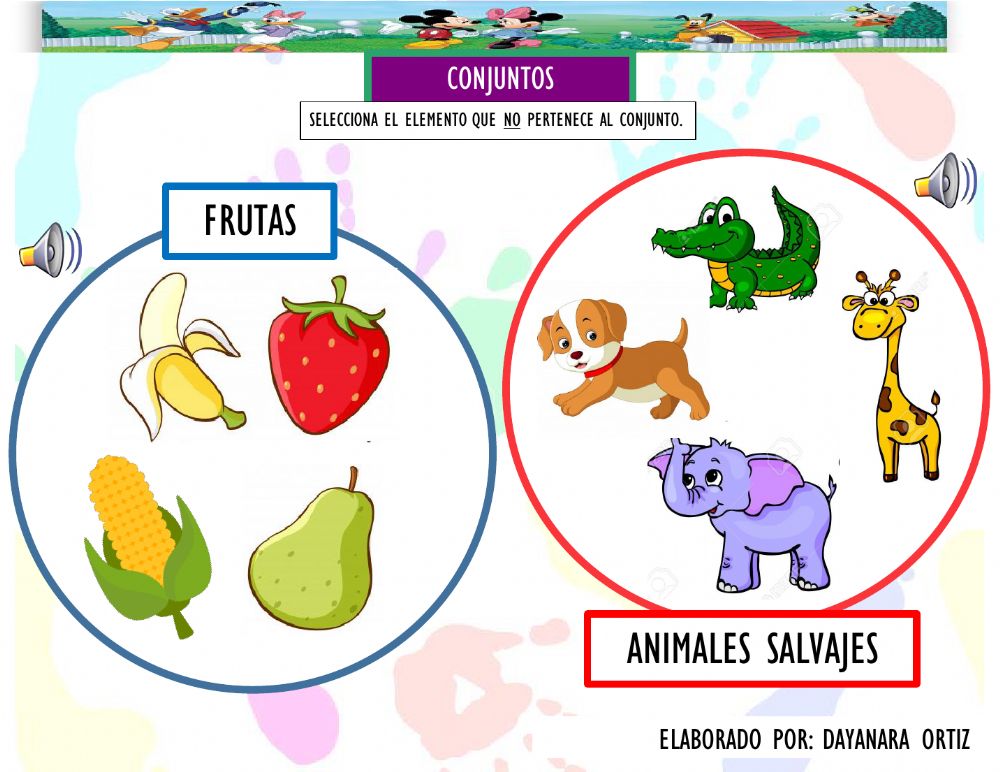 CONJUNTOS
SELECCIONA EL ELEMENTO QUE NO PERTENECE AL CONJUNTO.
FRUTAS
ANIMALES SALVAJES
ELABORADO POR: DAYANARA ORTIZ